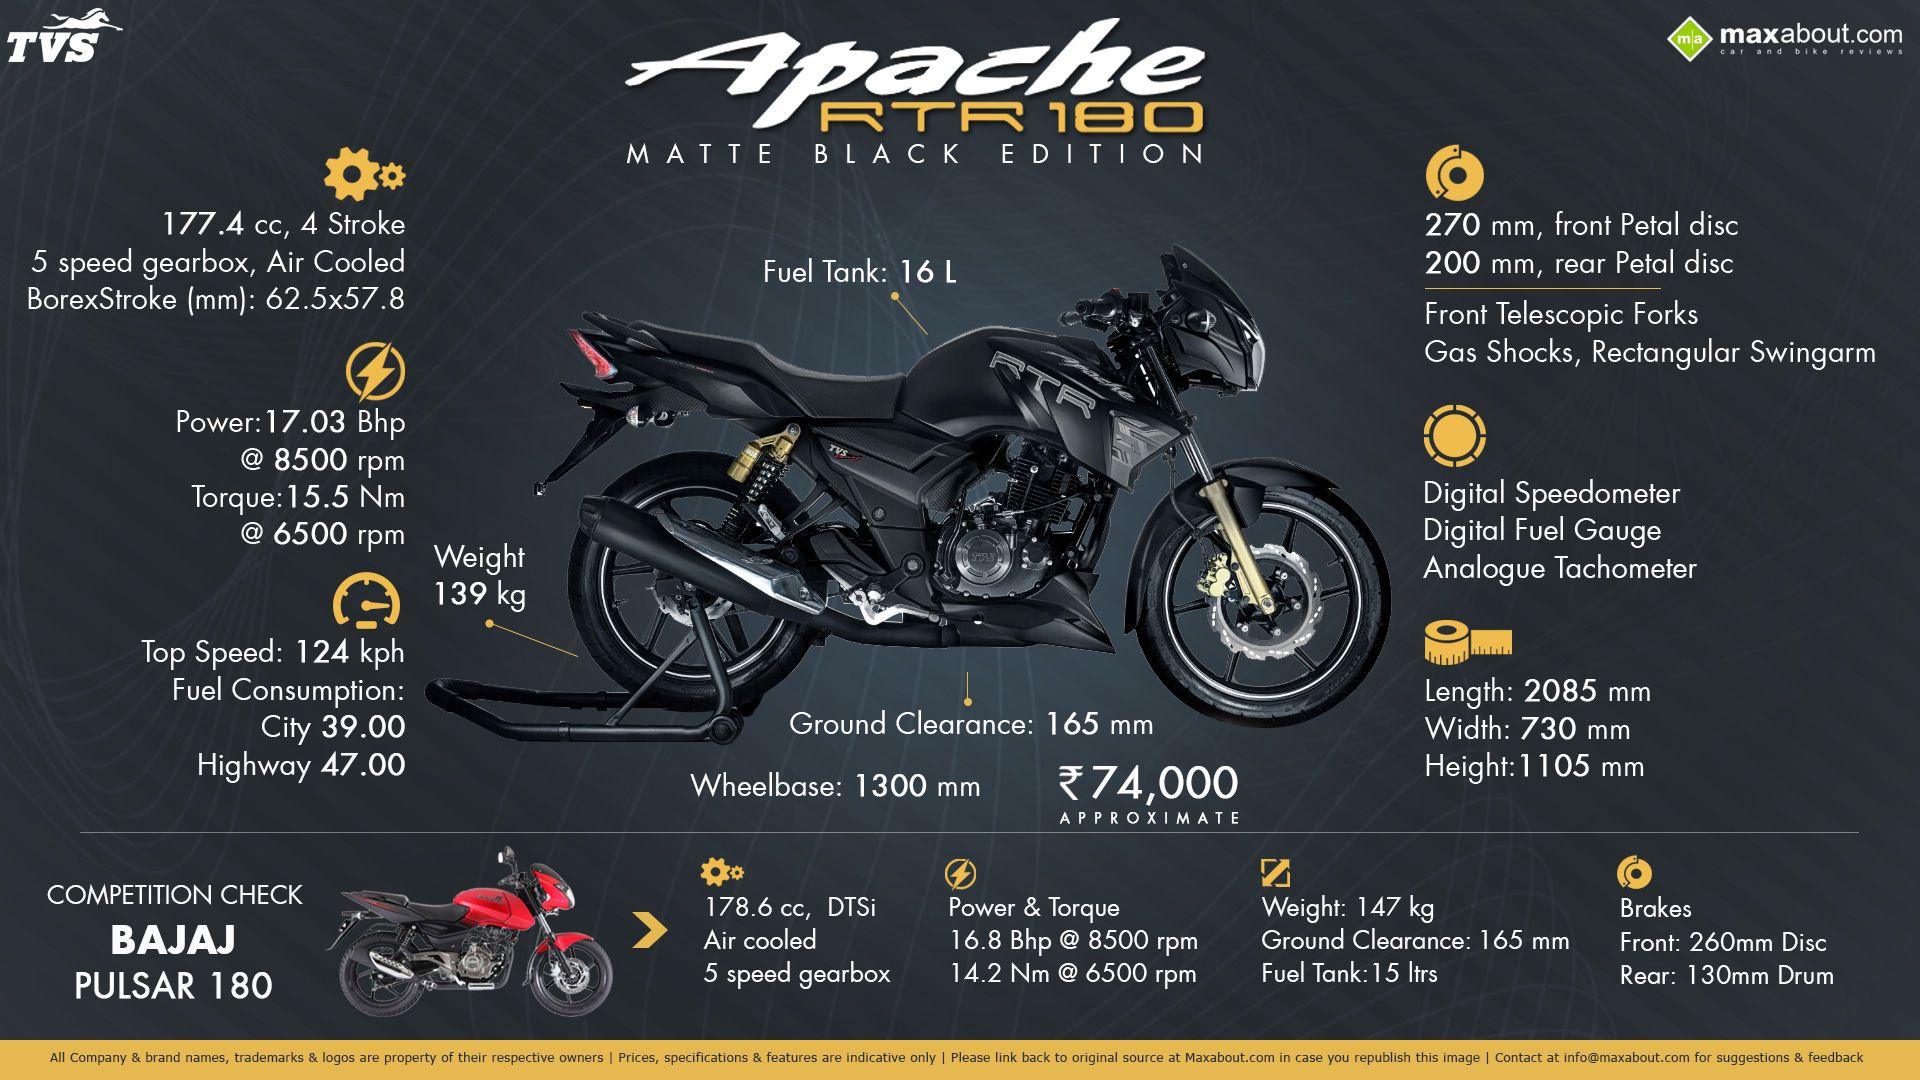 TVS
Apache
RTR 180
MATTE BLACK EDITION
m|a maxabout.com
car and bike reviews
177.4 cc, 4 Stroke
5 speed gearbox, Air Cooled
BorexStroke (mm): 62.5x57.8
Power:17.03 Bhp
@ 8500 rpm
Torque:15.5 Nm
@ 6500 rpm
Top Speed: 124 kph
Fuel Consumption:
City 39.00
Highway 47.00
Weight
139 kg
Fuel Tank: 16 L
RTR
TVS
TVS
Ground Clearance: 165 mm
Wheelbase: 1300 mm
₹74,000
APPROXIMATE
270 mm, front Petal disc
200 mm, rear Petal disc
Front Telescopic Forks
Gas Shocks, Rectangular Swingarm
Digital Speedometer
Digital Fuel Gauge
Analogue Tachometer
Length: 2085 mm
Width: 730 mm
Height:1105 mm
COMPETITION CHECK
BAJAJ
PULSAR 180
178.6 cc, DTSi
Air cooled
5 speed gearbox
Power & Torque
16.8 Bhp @ 8500 rpm
14.2 Nm @ 6500 rpm
Weight: 147 kg
Ground Clearance: 165 mm
Fuel Tank:15 ltrs
Brakes
Front: 260mm Disc
Rear: 130mm Drum
All Company & brand names, trademarks & logos are property of their respective owners | Prices, specifications & features are indicative only | Please link back to original source at Maxabout.com in case you republish this image | Contact at info@maxabout.com for suggestions & feedback